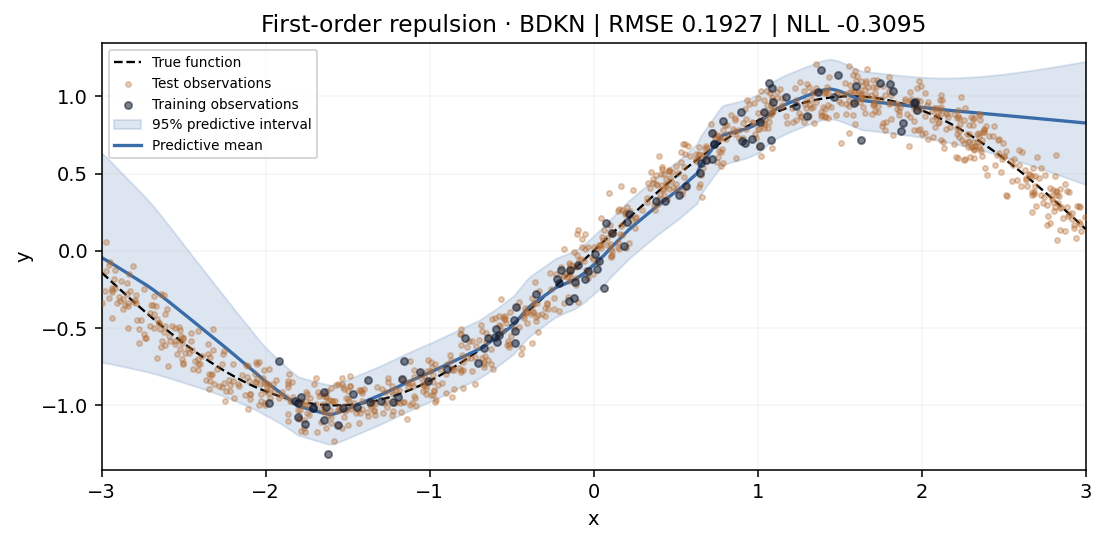 First-order repulsion · BDKN | RMSE 0.1927 | NLL -0.3095
True function
Test observations
Training observations
95% predictive interval
Predictive mean
y
1.0
0.5
0.0
−0.5
−1.0
−3 −2 −1 0 1 2 3
x